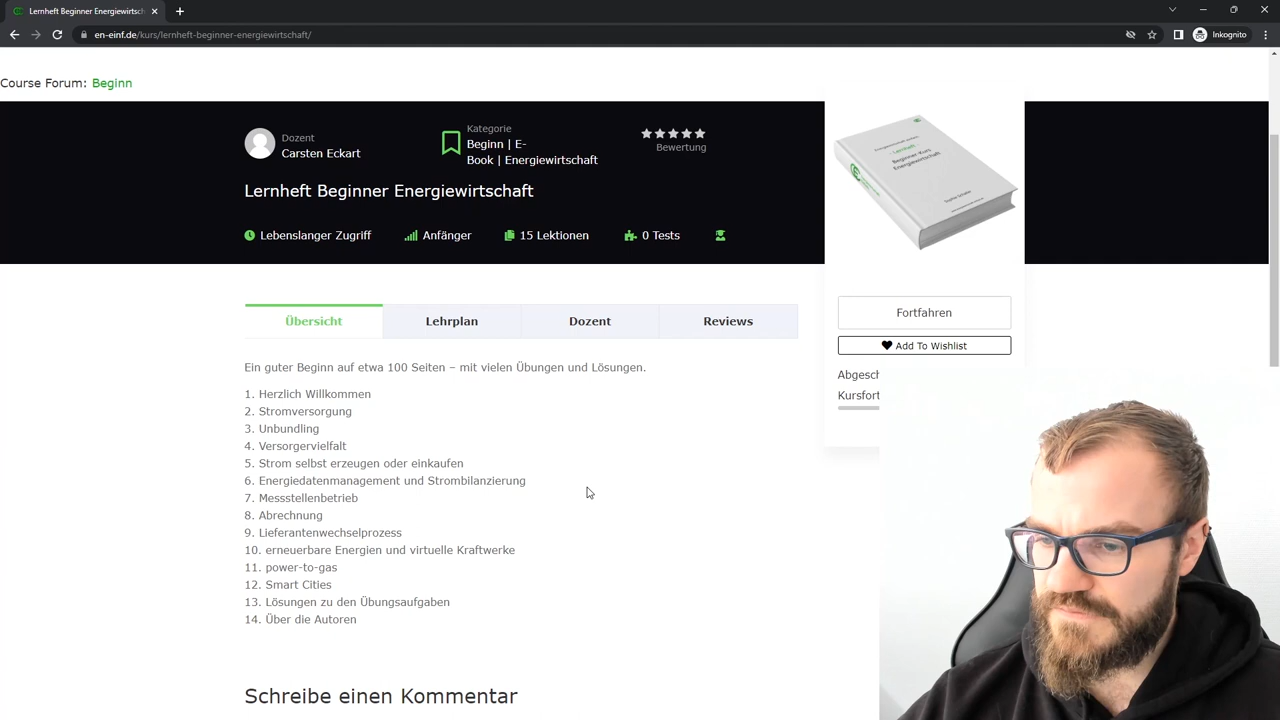 Lernheft Beginner Energiewirtsch
en-einf.de/kurs/lernheft-beginner-energiewirtschaft/
Inkognito
Course Forum: Beginn
Dozent
Carsten Eckart
Kategorie
Beginn | E-
Book | Energiewirtschaft
Bewertung
Lernheft Beginner Energiewirtschaft
Lebenslanger Zugriff
Anfänger
15 Lektionen
0 Tests
Lernheft
Beginner Kurs
Energiewirtschaft
Übersicht
Lehrplan
Dozent
Reviews
Fortfahren
Add To Wishlist
Abgesch
Kursfort
Ein guter Beginn auf etwa 100 Seiten – mit vielen Übungen und Lösungen.
1. Herzlich Willkommen
2. Stromversorgung
3. Unbundling
4. Versorgervielfalt
5. Strom selbst erzeugen oder einkaufen
6. Energiedatenmanagement und Strombilanzierung
7. Messstellenbetrieb
8. Abrechnung
9. Lieferantenwechselprozess
10. erneuerbare Energien und virtuelle Kraftwerke
11. power-to-gas
12. Smart Cities
13. Lösungen zu den Übungsaufgaben
14. Über die Autoren
Schreibe einen Kommentar